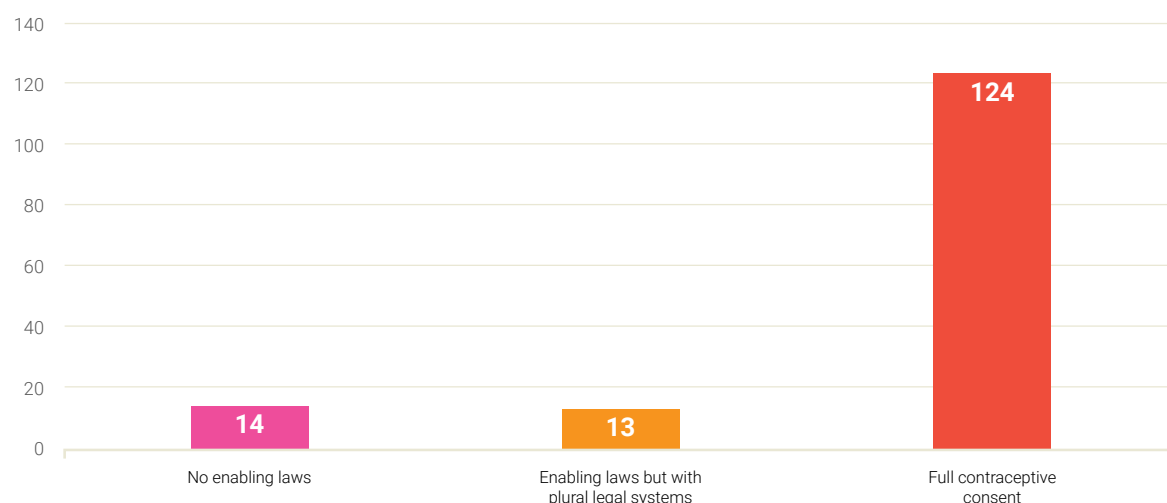 140
120
100
80
60
40
20
0
124
14
13
No enabling laws
Enabling laws but with
plural legal systems
Full contraceptive
consent